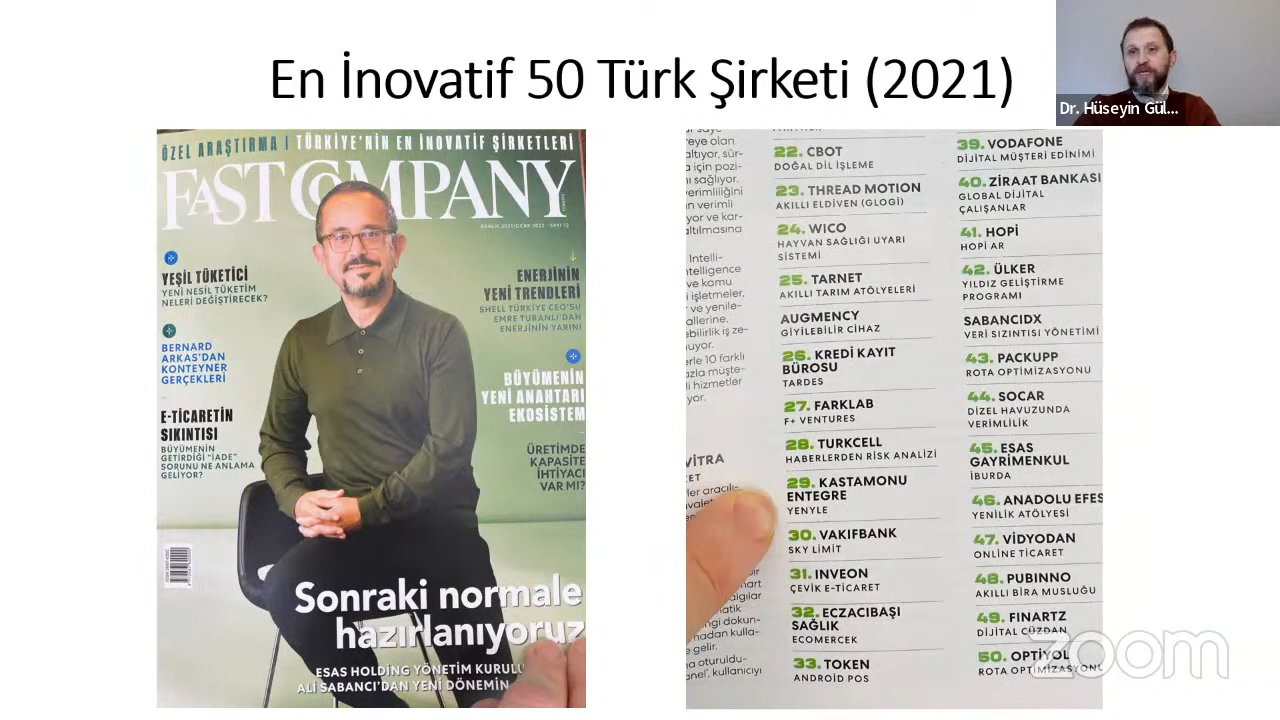 En İnovatif 50 Türk Şirketi (2021)
Dr. Hüseyin Gül...
ÖZEL ARAŞTIRMA | TÜRKİYE'NİN EN İNOVATİF ŞİRKETLERİ
FAST COMPANY
ARALIK 2021/OCAK 2022 - SAYI 12
YEŞİL TÜKETİCİ
YENİ NESİL TÜKETİM
NELERİ DEĞİŞTİRECEK?
BERNARD
ARKAS'DAN
KONTEYNER
GERÇEKLERİ
E-TİCARETİN
SIKINTISI
BÜYÜMENİN
GETİRDİĞİ "İADE"
SORUNU NE ANLAMA
GELİYOR?
ENERJİNİN
YENİ TRENDLERİ
SHELL TÜRKİYE CEO'SU
EMRE TURANLI'DAN
ENERJİNİN YARINI
BÜYÜMENİN
YENİ ANAHTARI
EKOSİSTEM
ÜRETİMDE
KAPASİTE
İHTİYACI
VAR MI?
Sonraki normale
hazırlanıyoruz
ESAS HOLDİNG YÖNETİM KURULU
ALİ SABANCI'DAN YENİ DÖNEMİN
22. CBOT
DOĞAL DİL İŞLEME
23. THREAD MOTION
AKILLI ELDİVEN (GLOGİ)
24. WICO
HAYVAN SAĞLIĞI UYARI
SİSTEMİ
25. TARNET
AKILLI TARIM ATÖLYELERİ
AUGMENCY
GİYİLEBİLİR CİHAZ
26. KREDİ KAYIT
BÜROSU
TARDES
27. FARKLAB
F+ VENTURES
28. TURKCELL
HABERLERDEN RİSK ANALİZİ
29. KASTAMONU
ENTEGRE
YENYLE
30. VAKIFBANK
SKY LIMIT
31. INVEON
ÇEVİK E-TİCARET
32. ECZACIBAŞI
SAĞLIK
ECOMERCEK
33. TOKEN
ANDROİD POS
39. VODAFONE
DİJİTAL MÜŞTERİ EDİNİMİ
40. ZİRAAT BANKASI
GLOBAL DİJİTAL
ÇALIŞANLAR
41. HOPİ
HOPİ AR
42. ÜLKER
YILDIZ GELİŞTİRME
PROGRAMI
SABANCIDX
VERİ SIZINTISI YÖNETİMİ
43. PACKUPP
ROTA OPTİMİZASYONU
44. SOCAR
DİZEL HAVUZUNDA
VERİMLİLİK
45. ESAS
GAYRİMENKUL
İBURDA
46. ANADOLU EFES
YENİLİK ATÖLYESİ
47. VİDYODAN
ONLINE TİCARET
48. PUBINNO
AKILLI BİRA MUSLUĞU
49. FINARTZ
DİJİTAL CÜZDAN
50. OPTİYOL
ROTA OPTİMİZASYONU
zoom